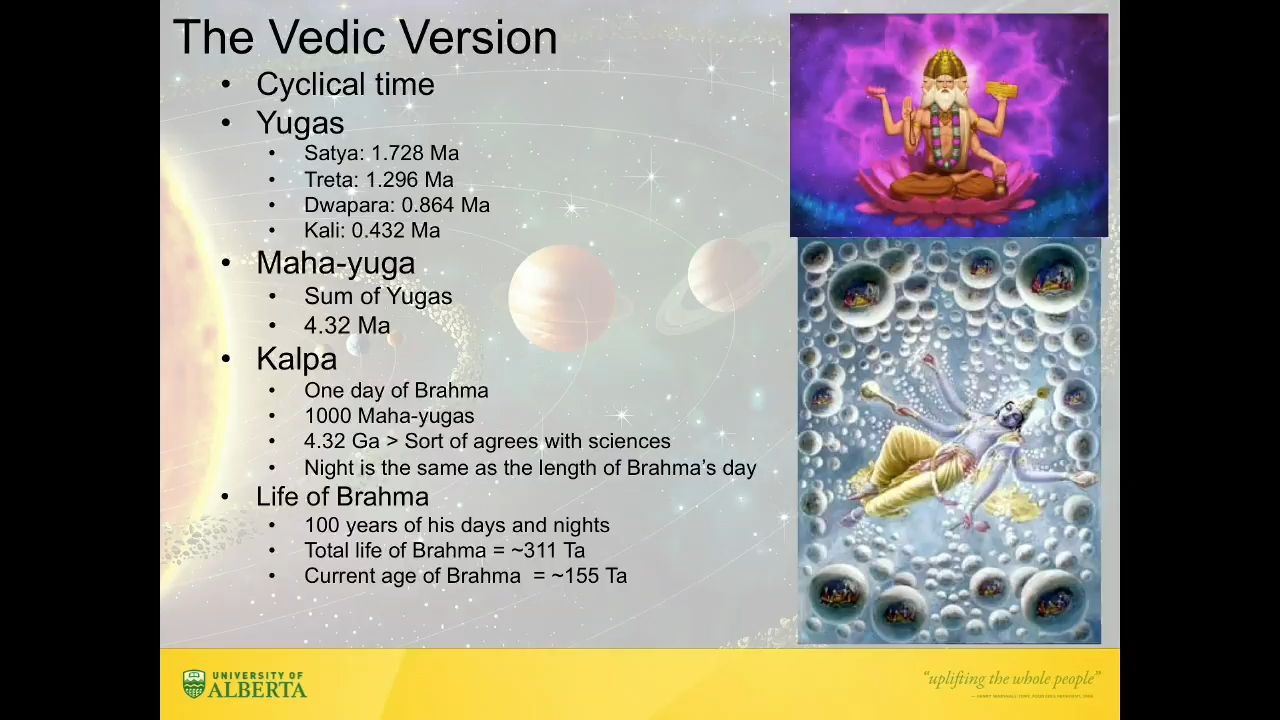 The Vedic Version
• Cyclical time
• Yugas
• Satya: 1.728 Ma
• Treta: 1.296 Ma
• Dwapara: 0.864 Ma
• Kali: 0.432 Ma
• Maha-yuga
• Sum of Yugas
• 4.32 Ma
• Kalpa
• One day of Brahma
• 1000 Maha-yugas
• 4.32 Ga > Sort of agrees with sciences
• Night is the same as the length of Brahma’s day
• Life of Brahma
• 100 years of his days and nights
• Total life of Brahma = ~311 Ta
• Current age of Brahma = ~155 Ta
UNIVERSITY OF
ALBERTA
“uplifting the whole people”